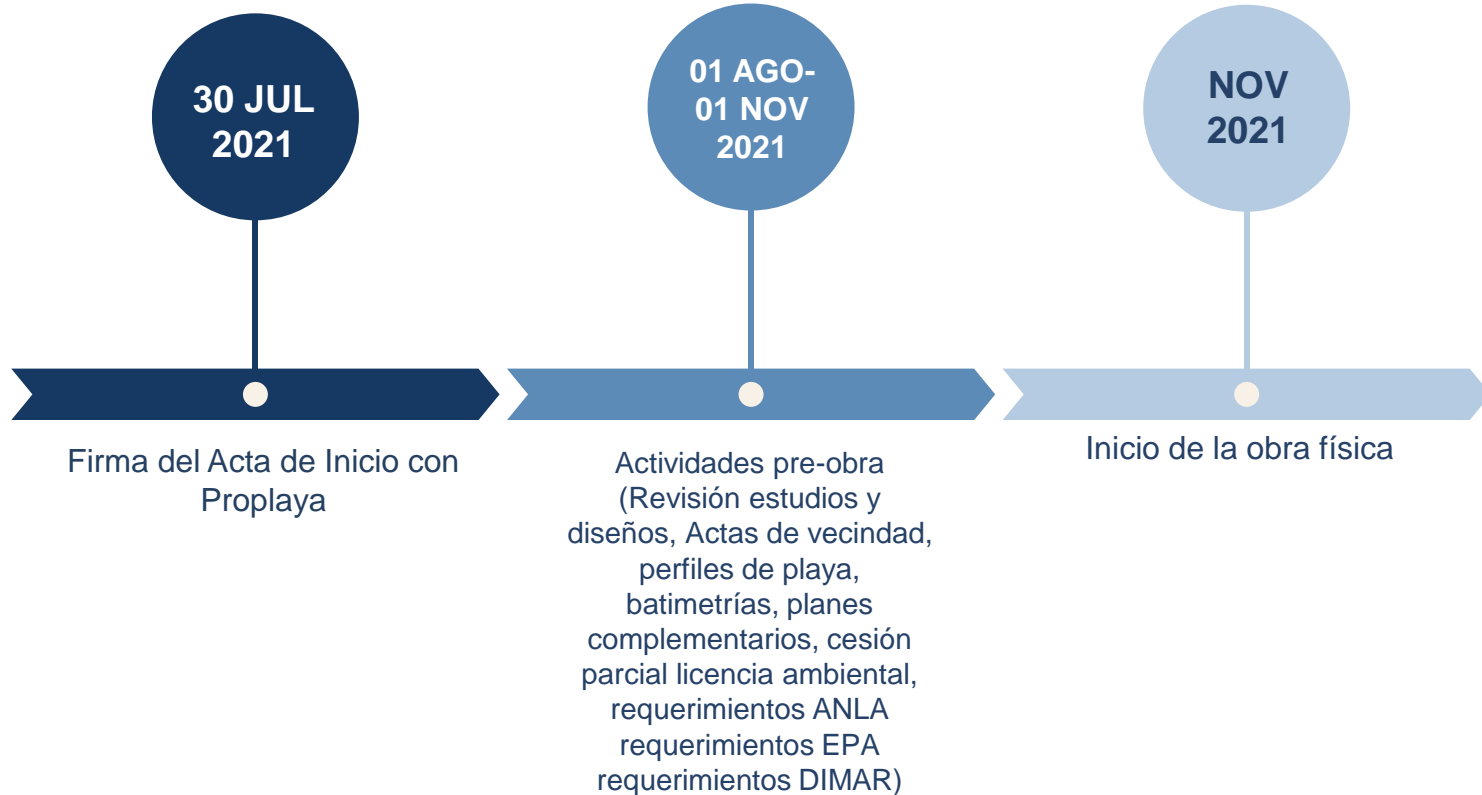 30 JUL
2021
Firma del Acta de Inicio con
Proplaya
01 AGO-
01 NOV
2021
Actividades pre-obra
(Revisión estudios y
diseños, Actas de vecindad,
perfiles de playa,
batimetrías, planes
complementarios, cesión
parcial licencia ambiental,
requerimientos ANLA
requerimientos EPA
requerimientos DIMAR)
NOV
2021
Inicio de la obra física